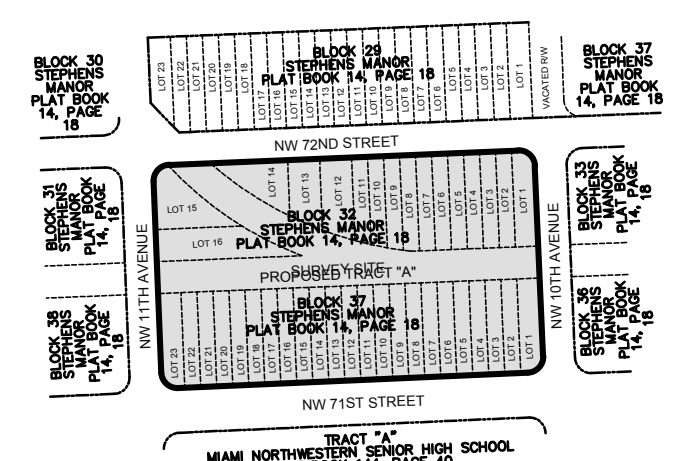 BLOCK 30
STEPHENS
MANOR
PLAT BOOK
14, PAGE
18
LOT 23
LOT 22
LOT 21
LOT 20
LOT 19
LOT 18
LOT 17
LOT 16
LOT 15
LOT 14
LOT 13
LOT 12
LOT 11
LOT 10
LOT 9
LOT 8
LOT 7
LOT 6
LOT 5
LOT 4
LOT 3
LOT 2
LOT 1
BLOCK 29
STEPHENS MANOR
PLAT BOOK 14, PAGE 18
VACATED R/W
BLOCK 37
STEPHENS
MANOR
PLAT BOOK
14, PAGE 18
NW 72ND STREET
BLOCK 31
STEPHENS
MANOR
PLAT BOOK
14, PAGE
18
NW 11TH AVENUE
LOT 15
LOT 16
LOT 14
LOT 13
LOT 12
LOT 11
LOT 10
LOT 9
LOT 8
LOT 7
LOT 6
LOT 5
LOT 4
LOT 3
LOT 2
LOT 1
BLOCK 32
STEPHENS MANOR
PLAT BOOK 14, PAGE 18
SURVEY SITE
PROPOSED TRACT "A"
NW 10TH AVENUE
BLOCK 33
STEPHENS
MANOR
PLAT BOOK
14, PAGE
18
BLOCK 38
STEPHENS
MANOR
PLAT BOOK
14, 18
BLOCK 37
STEPHENS MANOR
PLAT BOOK 14, PAGE 18
LOT 23
LOT 22
LOT 21
LOT 20
LOT 19
LOT 18
LOT 17
LOT 16
LOT 15
LOT 14
LOT 13
LOT 12
LOT 11
LOT 10
LOT 9
LOT 8
LOT 7
LOT 6
LOT 5
LOT 4
LOT 3
LOT 2
LOT 1
BLOCK 36
STEPHENS
MANOR
PLAT BOOK
14, 18
NW 71ST STREET
TRACT "A"
MIAMI NORTHWESTERN SENIOR HIGH SCHOOL